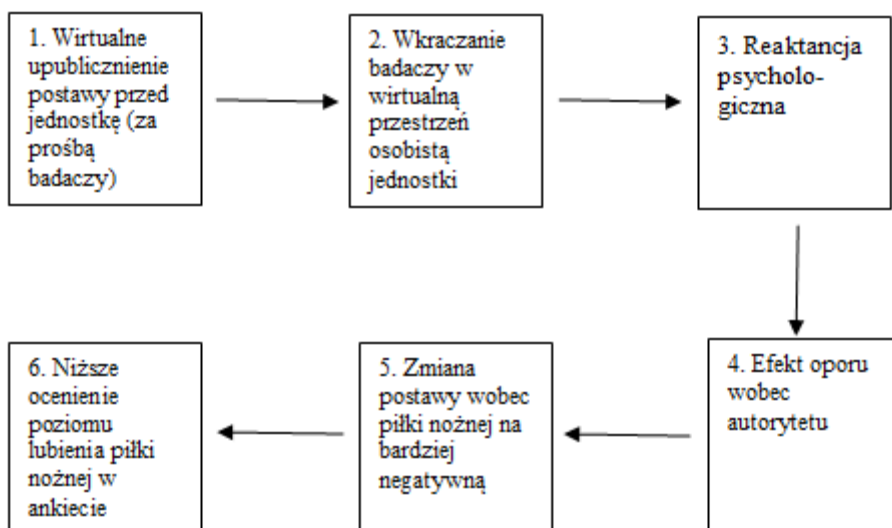 1. Wirtualne
upublicznienie
postawy przed
jednostkę (za
prośbą
badaczy)
2. Wkraczanie
badaczy w
wirtualną
przestrzeń
osobistą
jednostki
3. Reaktancja
psycholo-
giczna
4. Efekt oporu
wobec
autorytetu
5. Zmiana
postawy wobec
piłki nożnej na
bardziej
negatywną
6. Niższe
ocenienie
poziomu
lubienia piłki
nożnej w
ankiecie